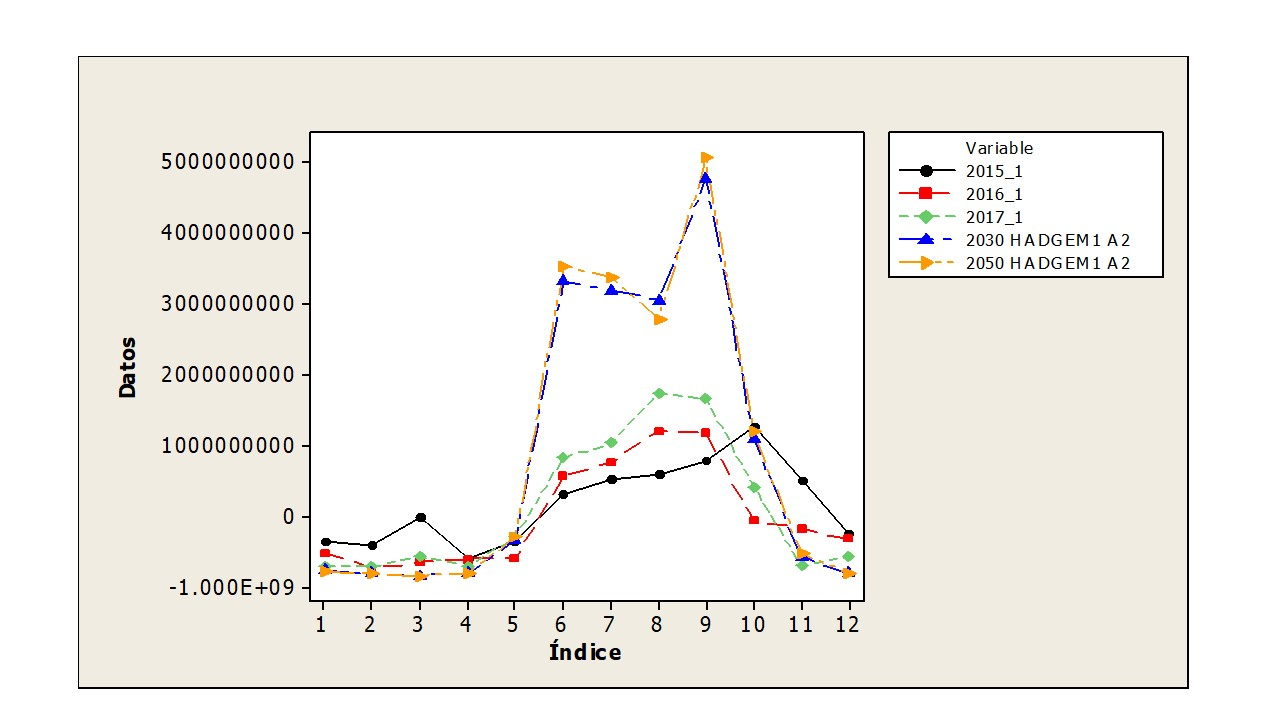 Variable
2015_1
2016_1
2017_1
2030 HADGEM1 A2
2050 HADGEM1 A2
5000000000
4000000000
3000000000
2000000000
1000000000
0
-1.000E+09
Datos
1 2 3 4 5 6 7 8 9 10 11 12
Índice